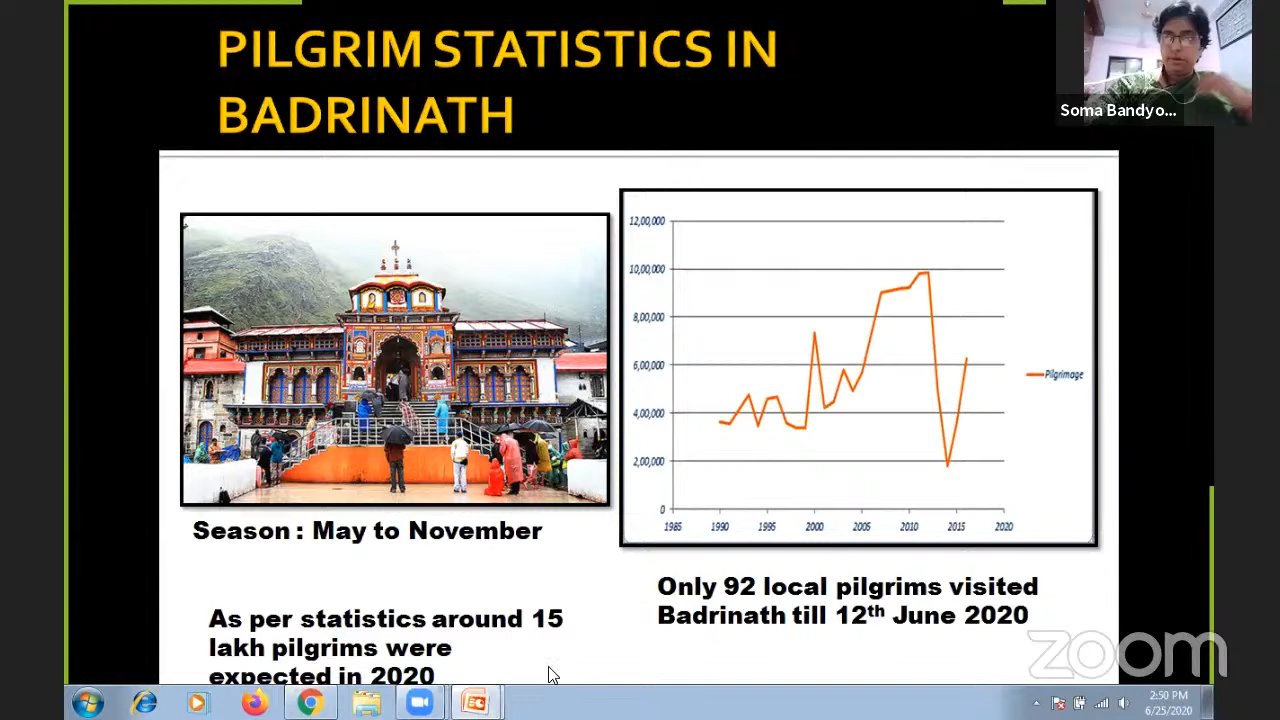 PILGRIM STATISTICS IN
BADRINATH
Soma Bandyo...
12,00,000
10,00,000
8,00,000
6,00,000
4,00,000
2,00,000
0
1985 1990 1995 2000 2005 2010 2015 2020
Pilgrimage
Season : May to November
Only 92 local pilgrims visited
Badrinath till 12th June 2020
As per statistics around 15
lakh pilgrims were
expected in 2020
zoom
2:50 PM
6/25/2020